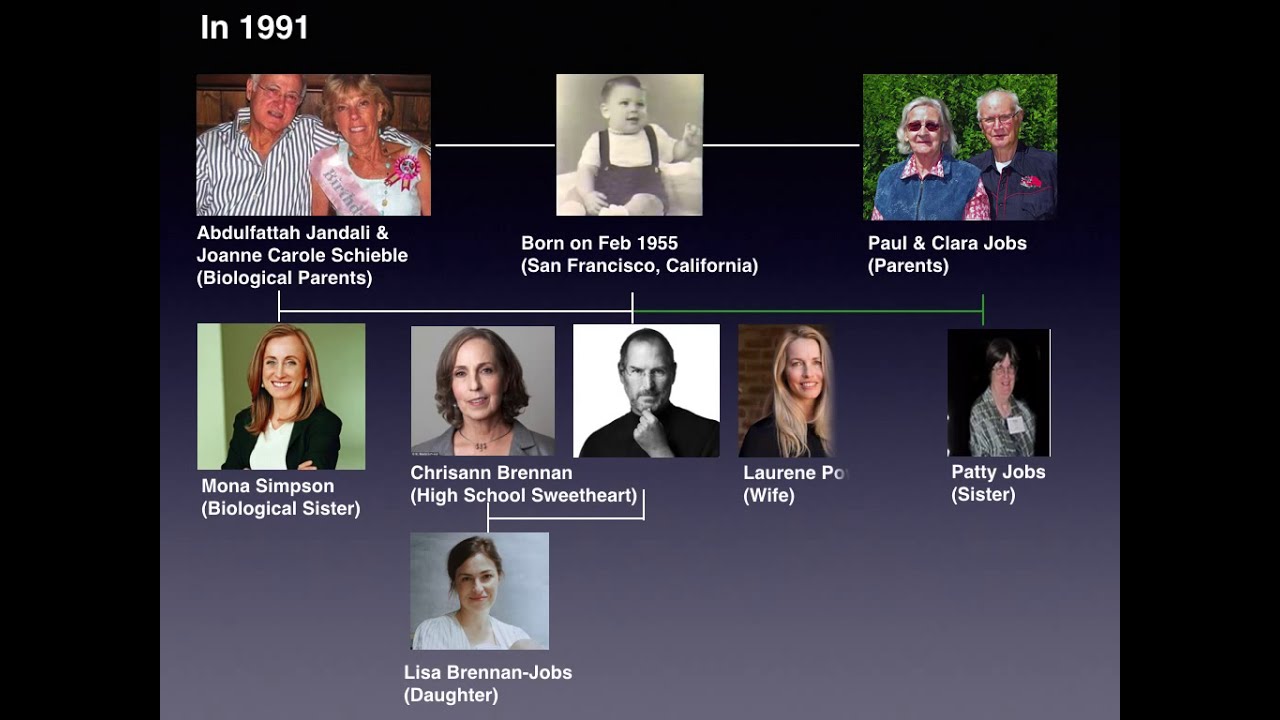 In 1991
Abdulfattah Jandali &
Joanne Carole Schieble
(Biological Parents)
Born on Feb 1955
(San Francisco, California)
Paul & Clara Jobs
(Parents)
Mona Simpson
(Biological Sister)
Chrisann Brennan
(High School Sweetheart)
Laurene Po
(Wife)
Patty Jobs
(Sister)
Lisa Brennan-Jobs
(Daughter)